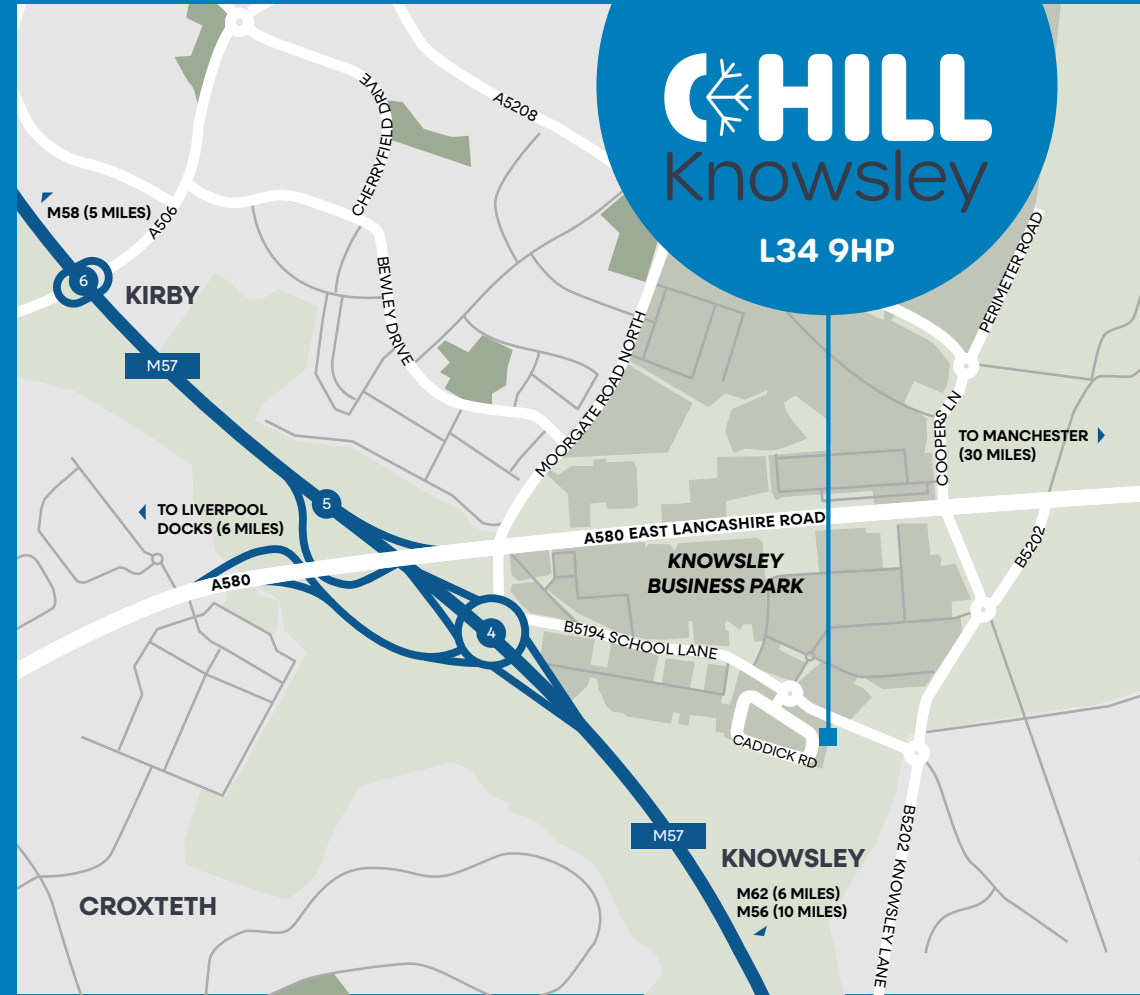 CHILL
Knowsley
L34 9HP
A5208
CHERRYFIELD DRIVE
M58 (5 MILES)
A506
6
KIRBY
BEWLEY DRIVE
M57
MOORGATE ROAD NORTH
PERIMETER ROAD
COOPERS LN
TO MANCHESTER
(30 MILES)
5
TO LIVERPOOL
DOCKS (6 MILES)
A580 EAST LANCASHIRE ROAD
KNOWSLEY
BUSINESS PARK
B5202
A580
4
B5194 SCHOOL LANE
CADDICK RD
M57
KNOWSLEY
M62 (6 MILES)
M56 (10 MILES)
B5202 KNOWSLEY LANE
CROXTETH